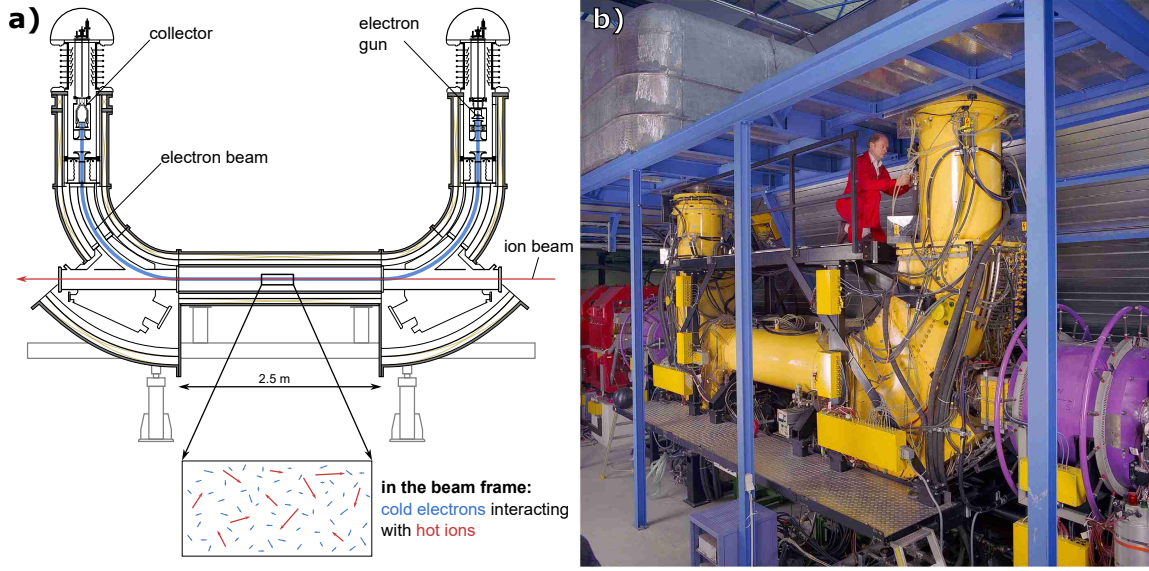 a)
collector
electron
gun
electron beam
ion beam
2.5 m
in the beam frame:
cold electrons interacting
with hot ions
b)